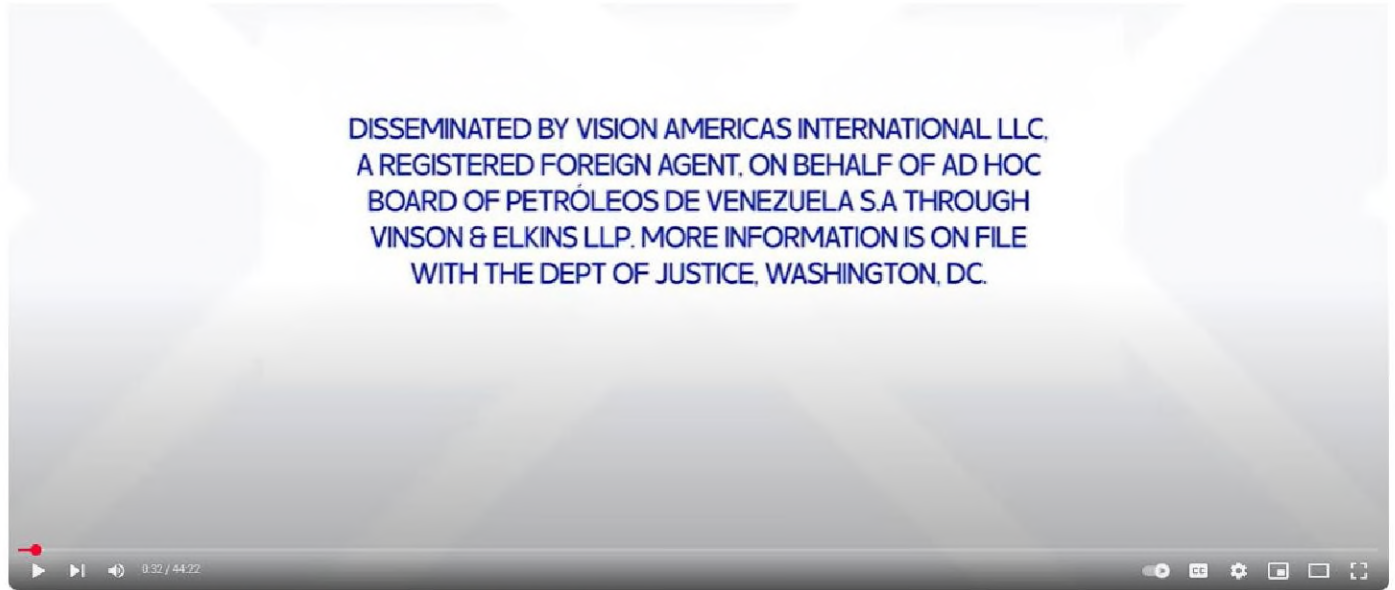 DISSEMINATED BY VISION AMERICAS INTERNATIONAL LLC,
A REGISTERED FOREIGN AGENT, ON BEHALF OF AD HOC
BOARD OF PETRÓLEOS DE VENEZUELA S.A THROUGH
VINSON & ELKINS LLP. MORE INFORMATION IS ON FILE
WITH THE DEPT OF JUSTICE, WASHINGTON, DC.
0:32 / 44:22 CC